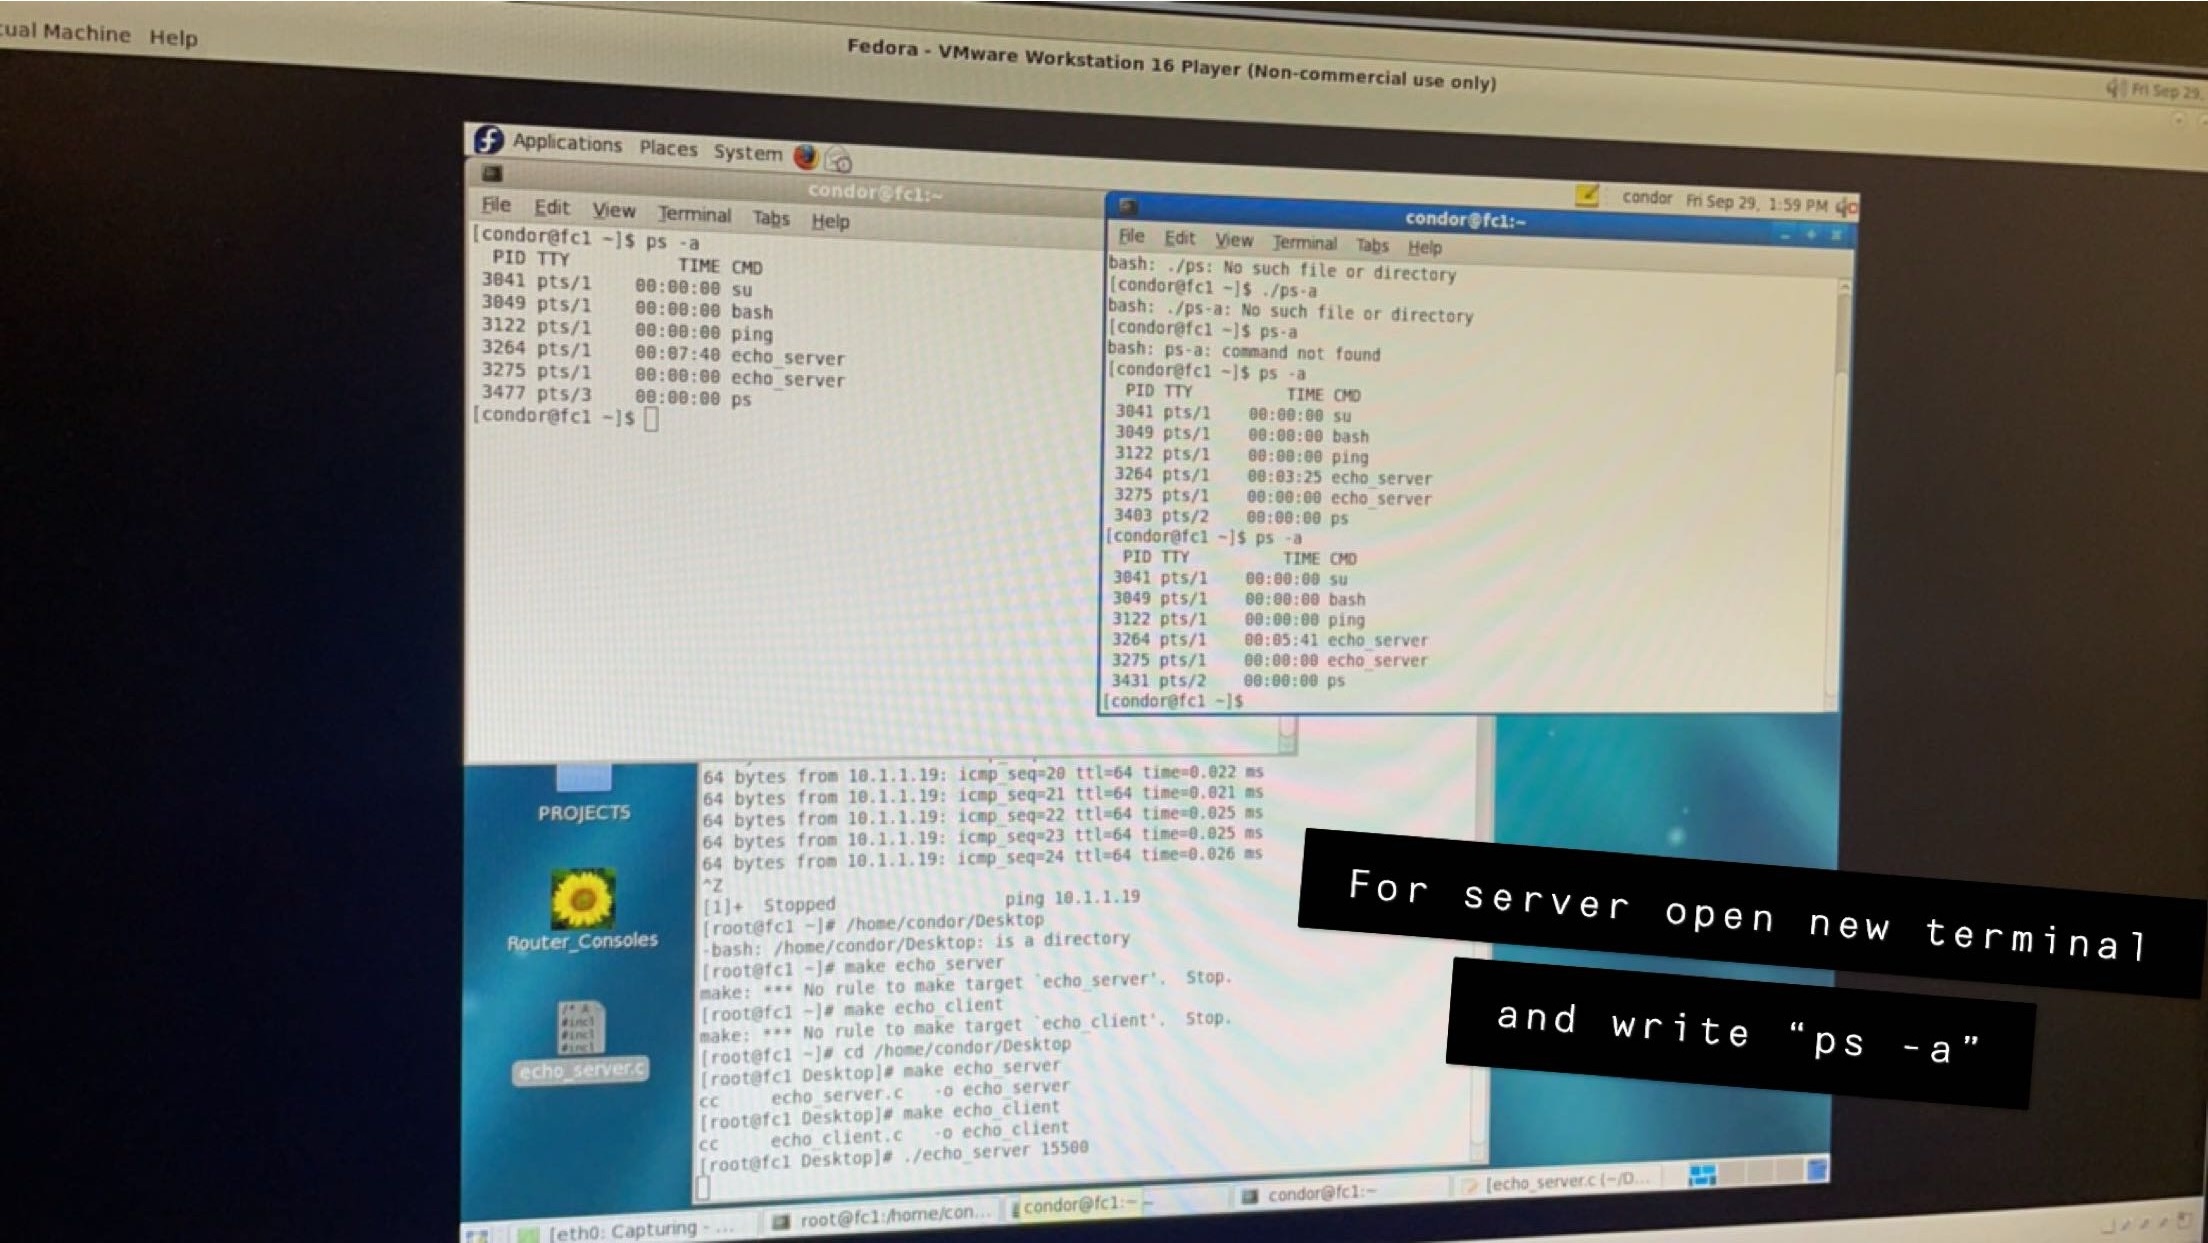 Machine Help
Fedora - VMware Workstation 16 Player (Non-commercial use only)
Fri Sep 29,
Applications Places System
condor Fri Sep 29, 1:59 PM
condor@fc1:~
File Edit View Terminal Tabs Help
[condor@fc1 ~]$ ps -a
PID TTY TIME CMD
3041 pts/1 00:00:00 su
3049 pts/1 00:00:00 bash
3122 pts/1 00:00:00 ping
3264 pts/1 00:07:40 echo_server
3275 pts/1 00:00:00 echo_server
3477 pts/3 00:00:00 ps
[condor@fc1 ~]$
condor@fc1:~
File Edit View Terminal Tabs Help
bash: ./ps: No such file or directory
[condor@fc1 ~]$ ./ps-a
bash: ./ps-a: No such file or directory
[condor@fc1 ~]$ ps-a
bash: ps-a: command not found
[condor@fc1 ~]$ ps -a
PID TTY TIME CMD
3041 pts/1 00:00:00 su
3049 pts/1 00:00:00 bash
3122 pts/1 00:00:00 ping
3264 pts/1 00:03:25 echo_server
3275 pts/1 00:00:00 echo_server
3403 pts/2 00:00:00 ps
[condor@fc1 ~]$ ps -a
PID TTY TIME CMD
3041 pts/1 00:00:00 su
3049 pts/1 00:00:00 bash
3122 pts/1 00:00:00 ping
3264 pts/1 00:05:41 echo_server
3275 pts/1 00:00:00 echo_server
3431 pts/2 00:00:00 ps
[condor@fc1 ~]$
PROJECTS
Router_Consoles
/* A
#incl
#incl
#incl
echo_server.c
64 bytes from 10.1.1.19: icmp_seq=20 ttl=64 time=0.022 ms
64 bytes from 10.1.1.19: icmp_seq=21 ttl=64 time=0.021 ms
64 bytes from 10.1.1.19: icmp_seq=22 ttl=64 time=0.025 ms
64 bytes from 10.1.1.19: icmp_seq=23 ttl=64 time=0.025 ms
64 bytes from 10.1.1.19: icmp_seq=24 ttl=64 time=0.026 ms
^Z
[1]+ Stopped ping 10.1.1.19
[root@fc1 ~]# /home/condor/Desktop
-bash: /home/condor/Desktop: is a directory
[root@fc1 ~]# make echo_server
make: *** No rule to make target `echo_server'. Stop.
[root@fc1 ~]# make echo_client
make: *** No rule to make target `echo_client'. Stop.
[root@fc1 ~]# cd /home/condor/Desktop
[root@fc1 Desktop]# make echo_server
cc echo_server.c -o echo_server
[root@fc1 Desktop]# make echo_client
cc echo_client.c -o echo_client
[root@fc1 Desktop]# ./echo_server 15500
For server open new terminal
and write “ps -a”
[eth0: Capturing - ...
root@fc1:/home/con...
condor@fc1:~
condor@fc1:~
[echo_server.c (~/D...